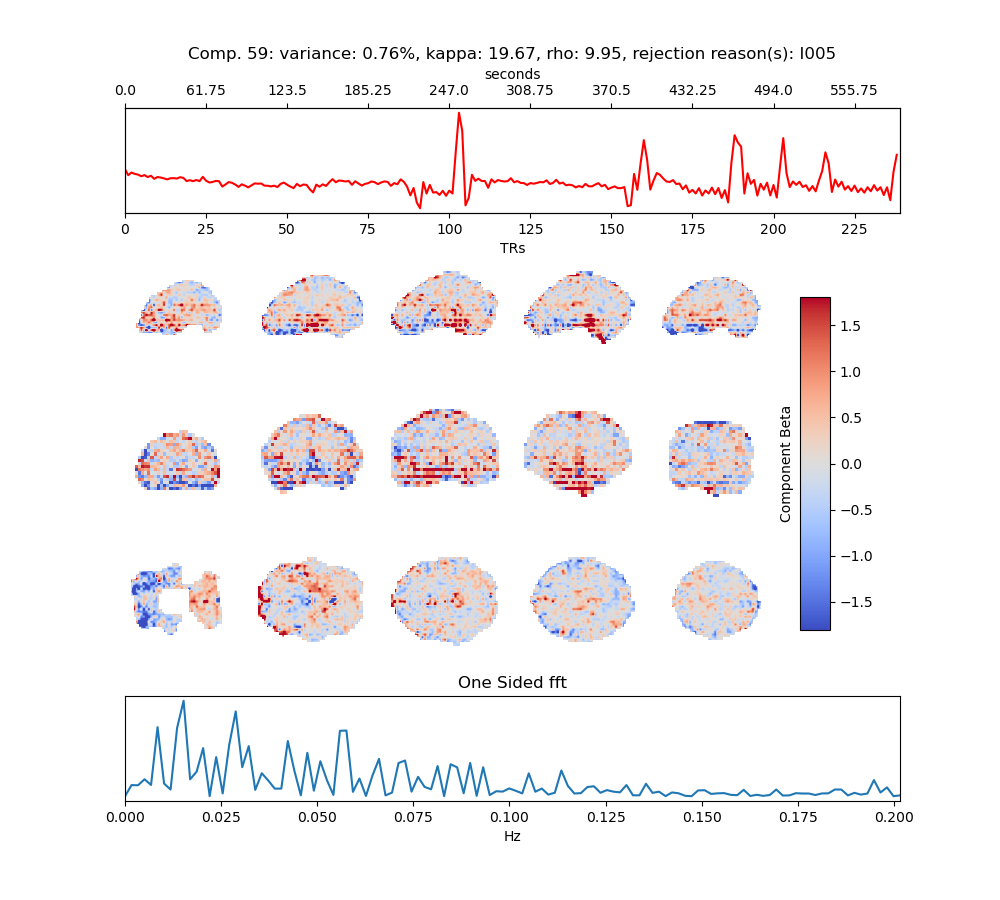 Comp. 59: variance: 0.76%, kappa: 19.67, rho: 9.95, rejection reason(s): I005
seconds
0.0 61.75 123.5 185.25 247.0 308.75 370.5 432.25 494.0 555.75
0 25 50 75 100 125 150 175 200 225
TRs
1.5
1.0
0.5
0.0
−0.5
−1.0
−1.5
Component Beta
One Sided fft
0.000 0.025 0.050 0.075 0.100 0.125 0.150 0.175 0.200
Hz